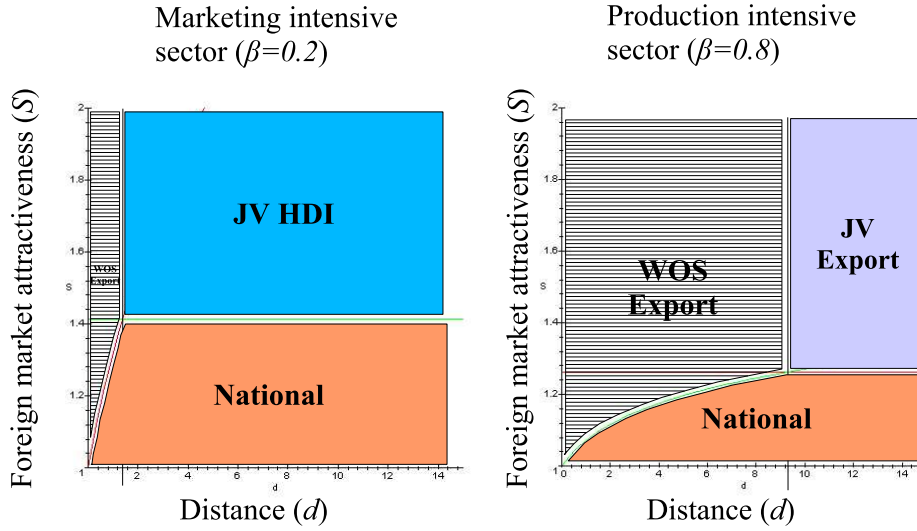 Marketing intensive
sector (β=0.2)
Foreign market attractiveness (S)
2
1.8
1.6
s
1.4
1.2
1
2
4
6
8
10
12
14
d
JV HDI
WOS
Export
National
Distance (d)
Production intensive
sector (β=0.8)
Foreign market attractiveness (S)
2
1.8
1.6
s
1.4
1.2
1
0
2
4
6
8
10
12
14
d
WOS
Export
JV
Export
National
Distance (d)